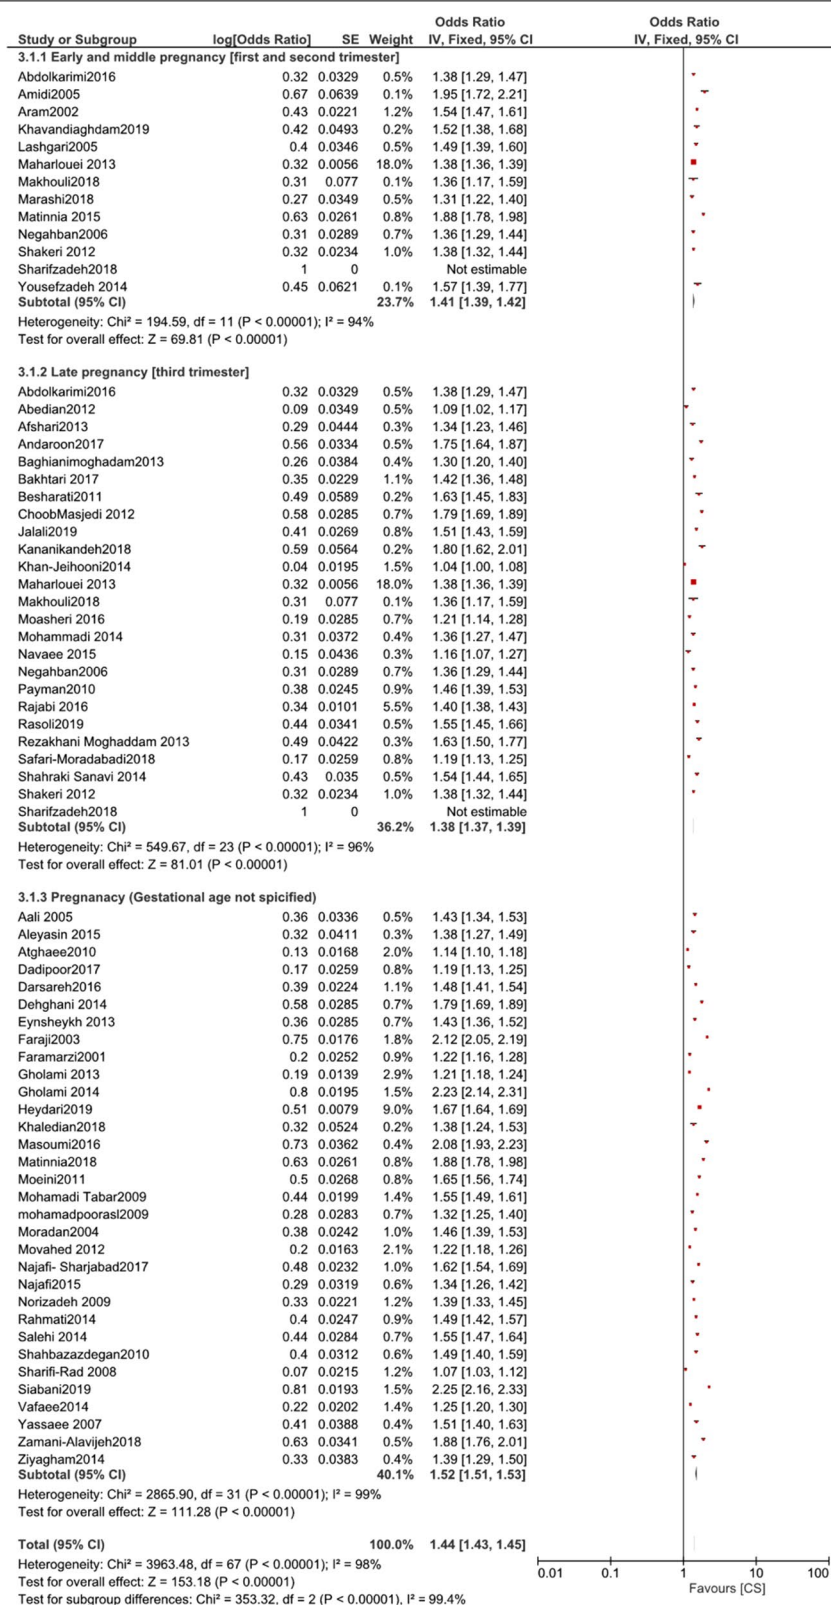 Odds Ratio Odds Ratio
Study or Subgroup log[Odds Ratio] SE Weight IV, Fixed, 95% CI IV, Fixed, 95% CI
3.1.1 Early and middle pregnancy [first and second trimester]
Abdolkarimi2016 0.32 0.0329 0.5% 1.38 [1.29, 1.47]
Amidi2005 0.67 0.0639 0.1% 1.95 [1.72, 2.21]
Aram2002 0.43 0.0221 1.2% 1.54 [1.47, 1.61]
Khavandiaghdam2019 0.42 0.0493 0.2% 1.52 [1.38, 1.68]
Lashgari2005 0.4 0.0346 0.5% 1.49 [1.39, 1.60]
Maharlouei 2013 0.32 0.0056 18.0% 1.38 [1.36, 1.39]
Makhouli2018 0.31 0.077 0.1% 1.36 [1.17, 1.59]
Marashi2018 0.27 0.0349 0.5% 1.31 [1.22, 1.40]
Matinnia 2015 0.63 0.0261 0.8% 1.88 [1.78, 1.98]
Negahban2006 0.31 0.0289 0.7% 1.36 [1.29, 1.44]
Shakeri 2012 0.32 0.0234 1.0% 1.38 [1.32, 1.44]
Sharifzadeh2018 1 0 Not estimable
Yousefzadeh 2014 0.45 0.0621 0.1% 1.57 [1.39, 1.77]
Subtotal (95% CI) 23.7% 1.41 [1.39, 1.42]
Heterogeneity: Chi² = 194.59, df = 11 (P < 0.00001); I² = 94%
Test for overall effect: Z = 69.81 (P < 0.00001)
3.1.2 Late pregnancy [third trimester]
Abdolkarimi2016 0.32 0.0329 0.5% 1.38 [1.29, 1.47]
Abedian2012 0.09 0.0349 0.5% 1.09 [1.02, 1.17]
Afshari2013 0.29 0.0444 0.3% 1.34 [1.23, 1.46]
Andaroon2017 0.56 0.0334 0.5% 1.75 [1.64, 1.87]
Baghianimoghadam2013 0.26 0.0384 0.4% 1.30 [1.20, 1.40]
Bakhtari 2017 0.35 0.0229 1.1% 1.42 [1.36, 1.48]
Besharati2011 0.49 0.0589 0.2% 1.63 [1.45, 1.83]
ChoobMasjedi 2012 0.58 0.0285 0.7% 1.79 [1.69, 1.89]
Jalali2019 0.41 0.0269 0.8% 1.51 [1.43, 1.59]
Kananikandeh2018 0.59 0.0564 0.2% 1.80 [1.62, 2.01]
Khan-Jeihooni2014 0.04 0.0195 1.5% 1.04 [1.00, 1.08]
Maharlouei 2013 0.32 0.0056 18.0% 1.38 [1.36, 1.39]
Makhouli2018 0.31 0.077 0.1% 1.36 [1.17, 1.59]
Moasheri 2016 0.19 0.0285 0.7% 1.21 [1.14, 1.28]
Mohammadi 2014 0.31 0.0372 0.4% 1.36 [1.27, 1.47]
Navaee 2015 0.15 0.0436 0.3% 1.16 [1.07, 1.27]
Negahban2006 0.31 0.0289 0.7% 1.36 [1.29, 1.44]
Payman2010 0.38 0.0245 0.9% 1.46 [1.39, 1.53]
Rajabi 2016 0.34 0.0101 5.5% 1.40 [1.38, 1.43]
Rasoli2019 0.44 0.0341 0.5% 1.55 [1.45, 1.66]
Rezakhani Moghaddam 2013 0.49 0.0422 0.3% 1.63 [1.50, 1.77]
Safari-Moradabadi2018 0.17 0.0259 0.8% 1.19 [1.13, 1.25]
Shahraki Sanavi 2014 0.43 0.035 0.5% 1.54 [1.44, 1.65]
Shakeri 2012 0.32 0.0234 1.0% 1.38 [1.32, 1.44]
Sharifzadeh2018 1 0 Not estimable
Subtotal (95% CI) 36.2% 1.38 [1.37, 1.39]
Heterogeneity: Chi² = 549.67, df = 23 (P < 0.00001); I² = 96%
Test for overall effect: Z = 81.01 (P < 0.00001)
3.1.3 Pregnanacy (Gestational age not spicified)
Aali 2005 0.36 0.0336 0.5% 1.43 [1.34, 1.53]
Aleyasin 2015 0.32 0.0411 0.3% 1.38 [1.27, 1.49]
Atghaee2010 0.13 0.0168 2.0% 1.14 [1.10, 1.18]
Dadipoor2017 0.17 0.0259 0.8% 1.19 [1.13, 1.25]
Darsareh2016 0.39 0.0224 1.1% 1.48 [1.41, 1.54]
Dehghani 2014 0.58 0.0285 0.7% 1.79 [1.69, 1.89]
Eynsheykh 2013 0.36 0.0285 0.7% 1.43 [1.36, 1.52]
Faraji2003 0.75 0.0176 1.8% 2.12 [2.05, 2.19]
Faramarzi2001 0.2 0.0252 0.9% 1.22 [1.16, 1.28]
Gholami 2013 0.19 0.0139 2.9% 1.21 [1.18, 1.24]
Gholami 2014 0.8 0.0195 1.5% 2.23 [2.14, 2.31]
Heydari2019 0.51 0.0079 9.0% 1.67 [1.64, 1.69]
Khaledian2018 0.32 0.0524 0.2% 1.38 [1.24, 1.53]
Masoumi2016 0.73 0.0362 0.4% 2.08 [1.93, 2.23]
Matinnia2018 0.63 0.0261 0.8% 1.88 [1.78, 1.98]
Moeini2011 0.5 0.0268 0.8% 1.65 [1.56, 1.74]
Mohamadi Tabar2009 0.44 0.0199 1.4% 1.55 [1.49, 1.61]
mohamadpoorasl2009 0.28 0.0283 0.7% 1.32 [1.25, 1.40]
Moradan2004 0.38 0.0242 1.0% 1.46 [1.39, 1.53]
Movahed 2012 0.2 0.0163 2.1% 1.22 [1.18, 1.26]
Najafi- Sharjabad2017 0.48 0.0232 1.0% 1.62 [1.54, 1.69]
Najafi2015 0.29 0.0319 0.6% 1.34 [1.26, 1.42]
Norizadeh 2009 0.33 0.0221 1.2% 1.39 [1.33, 1.45]
Rahmati2014 0.4 0.0247 0.9% 1.49 [1.42, 1.57]
Salehi 2014 0.44 0.0284 0.7% 1.55 [1.47, 1.64]
Shahbazazdegan2010 0.4 0.0312 0.6% 1.49 [1.40, 1.59]
Sharifi-Rad 2008 0.07 0.0215 1.2% 1.07 [1.03, 1.12]
Siabani2019 0.81 0.0193 1.5% 2.25 [2.16, 2.33]
Vafaee2014 0.22 0.0202 1.4% 1.25 [1.20, 1.30]
Yassaee 2007 0.41 0.0388 0.4% 1.51 [1.40, 1.63]
Zamani-Alavijeh2018 0.63 0.0341 0.5% 1.88 [1.76, 2.01]
Ziyagham2014 0.33 0.0383 0.4% 1.39 [1.29, 1.50]
Subtotal (95% CI) 40.1% 1.52 [1.51, 1.53]
Heterogeneity: Chi² = 2865.90, df = 31 (P < 0.00001); I² = 99%
Test for overall effect: Z = 111.28 (P < 0.00001)
Total (95% CI) 100.0% 1.44 [1.43, 1.45]
Heterogeneity: Chi² = 3963.48, df = 67 (P < 0.00001); I² = 98%
Test for overall effect: Z = 153.18 (P < 0.00001)
Test for subgroup differences: Chi² = 353.32, df = 2 (P < 0.00001), I² = 99.4%
0.01 0.1 1 10 100
Favours [CS]